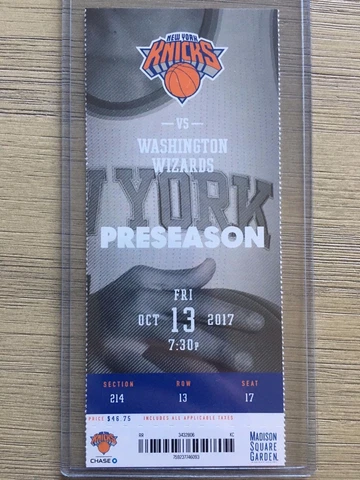 NEW YORK
KNICKS
VS
WASHINGTON
WIZARDS
YORK
PRESEASON
FRI
OCT 13 2017
7:30P
SECTION ROW SEAT
214 13 17
PRICE $46.75 INCLUDES ALL APPLICABLE TAXES
KNICKS
CHASE
MADISON
SQUARE
GARDEN